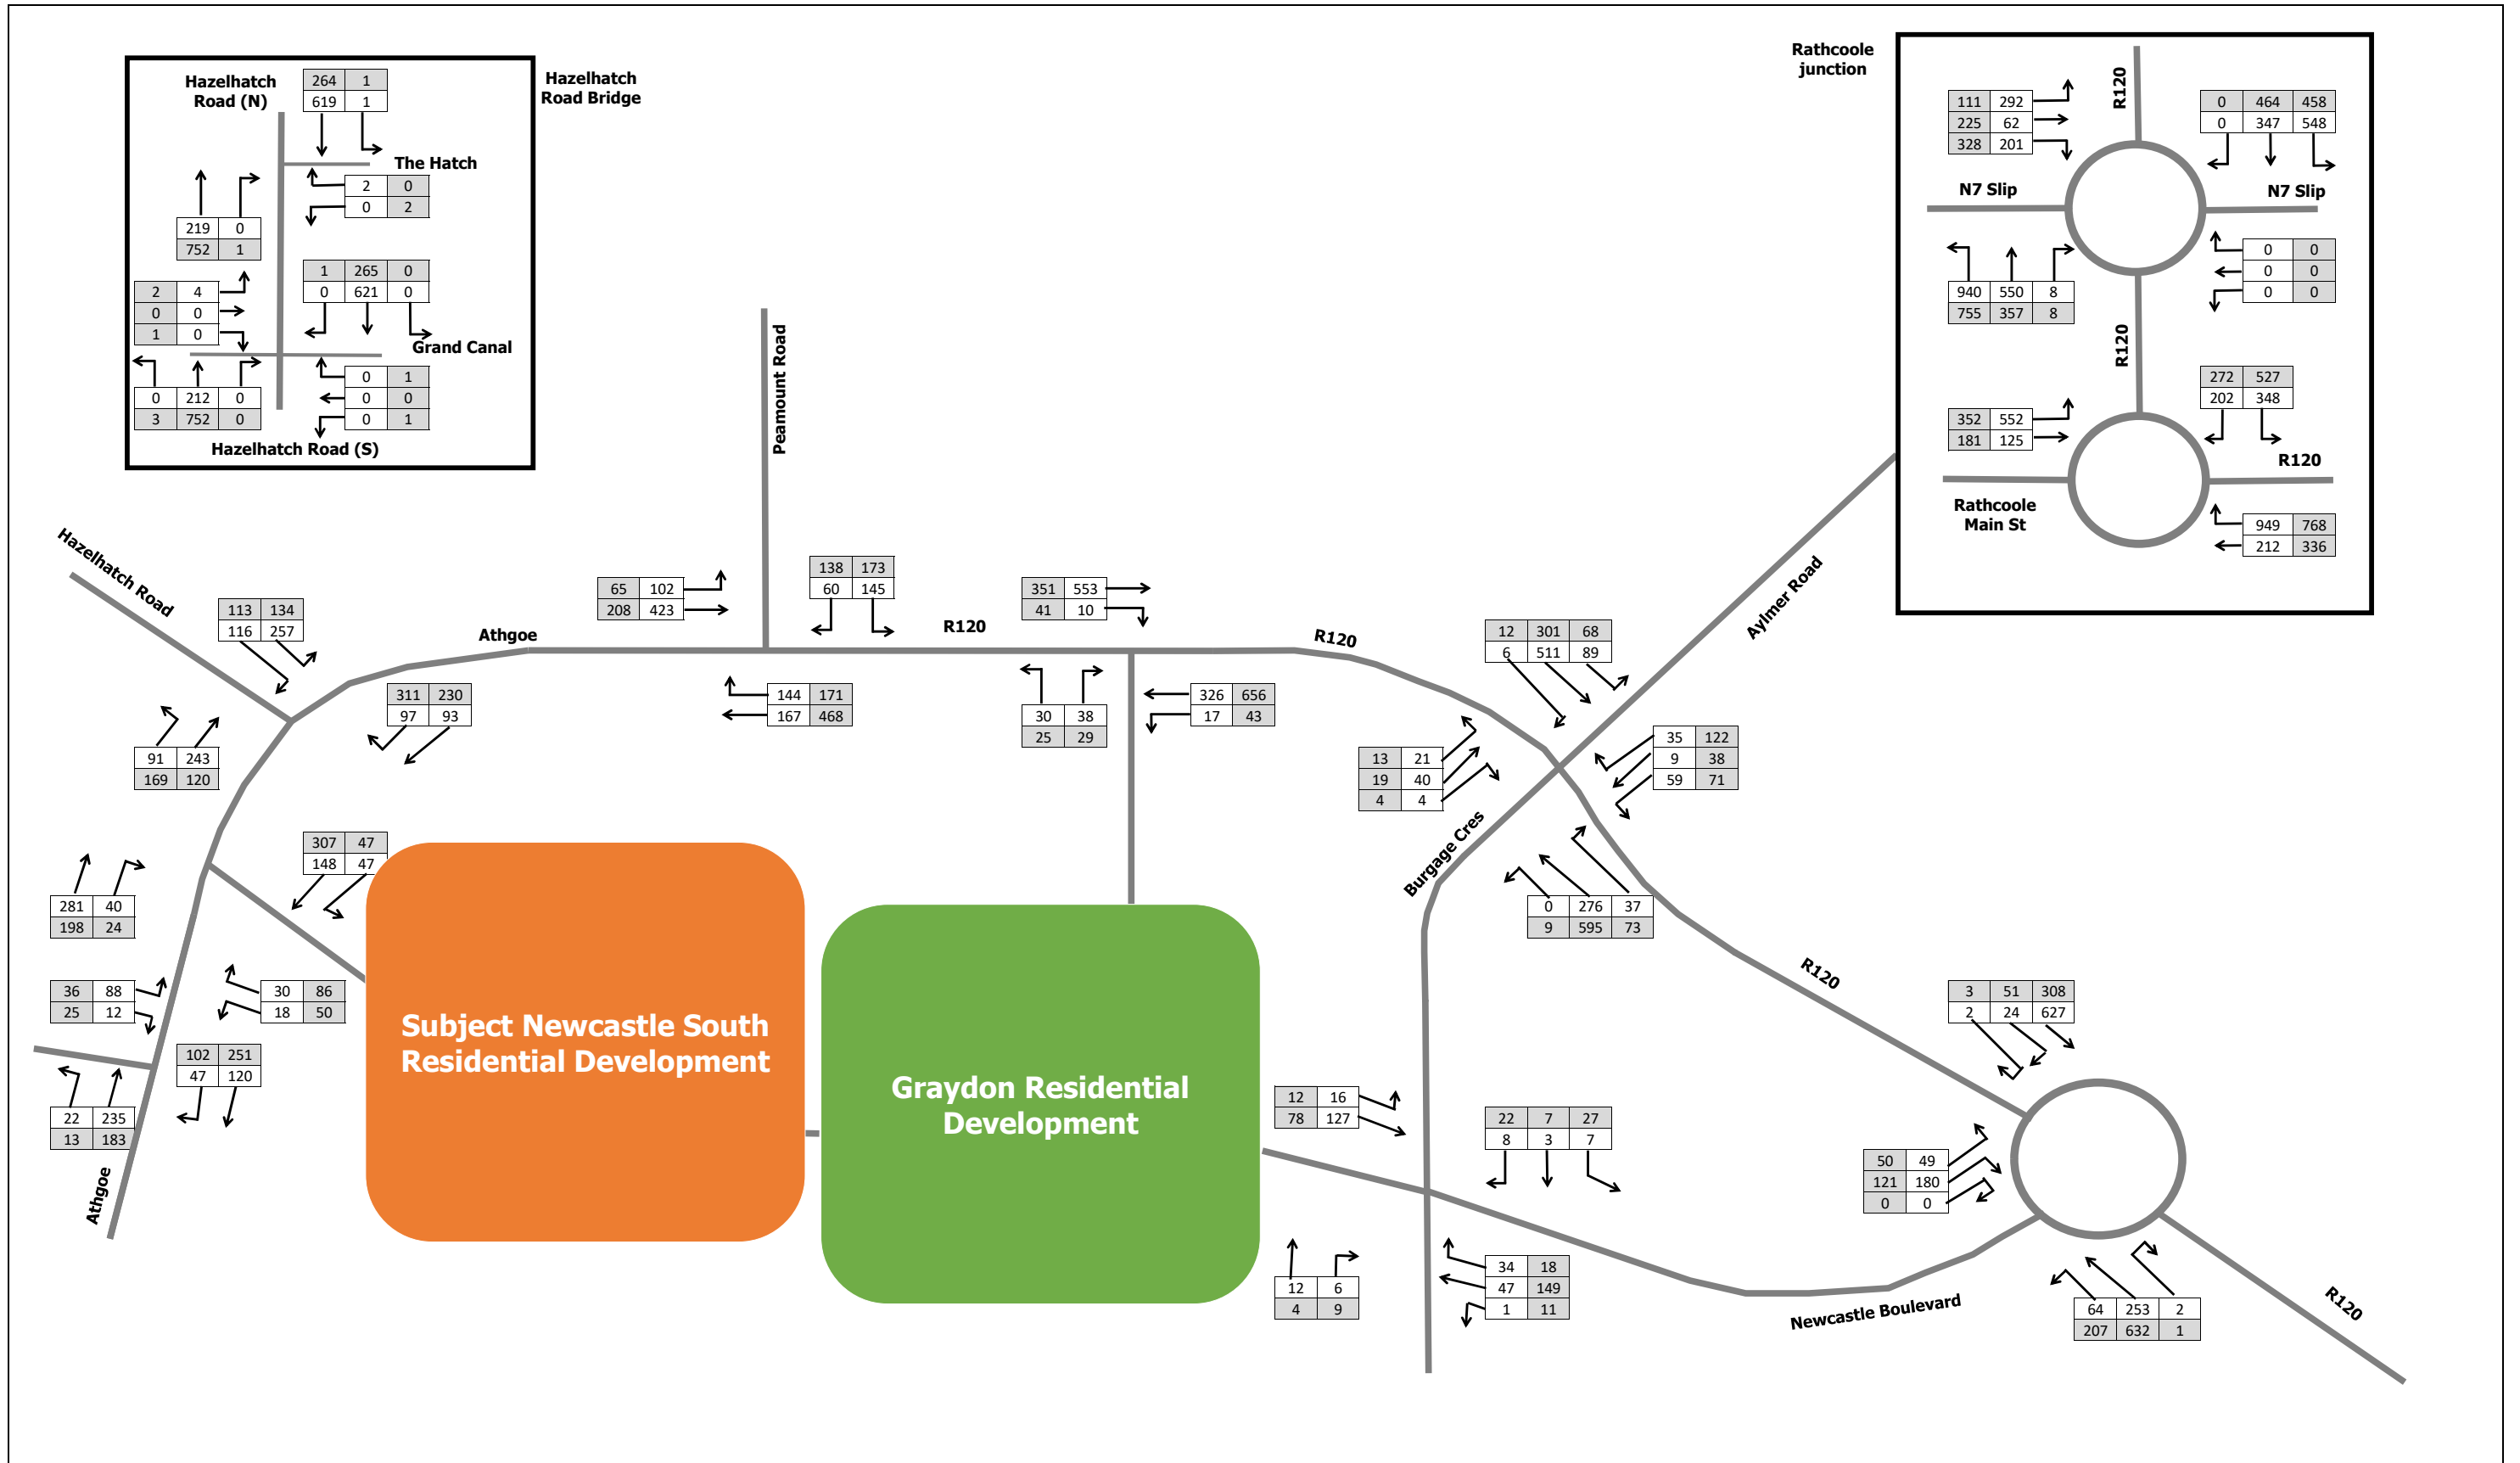 Hazelhatch
Road (N)
264 1
619 1
Hazelhatch
Road Bridge
The Hatch
2 0
0 2
219 0
752 1
1 265 0
0 621 0
2 4
0 0
1 0
Grand Canal
0 1
0 0
0 1
0 212 0
3 752 0
Hazelhatch Road (S)
Rathcoole
junction
R120
111 292
225 62
328 201
0 464 458
0 347 548
N7 Slip
N7 Slip
940 550 8
755 357 8
0 0
0 0
0 0
R120
272 527
202 348
352 552
181 125
R120
Rathcoole
Main St
949 768
212 336
Peamount Road
Hazelhatch Road
113 134
116 257
Athgoe
65 102
208 423
138 173
60 145
R120
351 553
41 10
R120
12 301 68
6 511 89
Aylmer Road
311 230
97 93
144 171
167 468
30 38
25 29
326 656
17 43
91 243
169 120
13 21
19 40
4 4
35 122
9 38
59 71
307 47
148 47
Burgage Cres
0 276 37
9 595 73
281 40
198 24
36 88
25 12
30 86
18 50
R120
3 51 308
2 24 627
102 251
47 120
22 235
13 183
Athgoe
Subject Newcastle South
Residential Development
Graydon Residential
Development
12 16
78 127
22 7 27
8 3 7
50 49
121 180
0 0
12 6
4 9
34 18
47 149
1 11
Newcastle Boulevard
64 253 2
207 632 1
R120